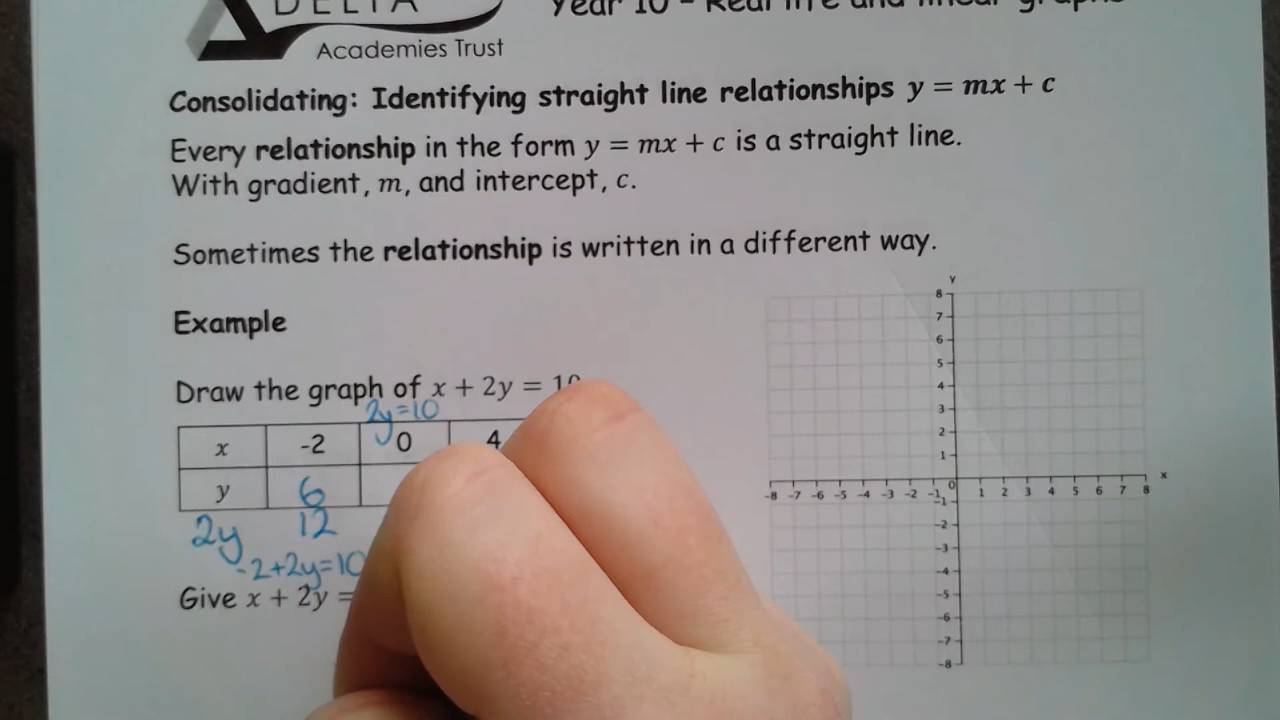 DELTA
Year 10 - Real life and linear graphs
Academies Trust
Consolidating: Identifying straight line relationships y = mx + c
Every relationship in the form y = mx + c is a straight line.
With gradient, m, and intercept, c.
Sometimes the relationship is written in a different way.
Example
Draw the graph of x + 2y = 10
2y=10
x -2 0 4
y 6
2y 12
-2+2y=10
Give x + 2y =
y
8
7
6
5
4
3
2
1
-8 -7 -6 -5 -4 -3 -2 -1 0 1 2 3 4 5 6 7 8 x
-1
-2
-3
-4
-5
-6
-7
-8